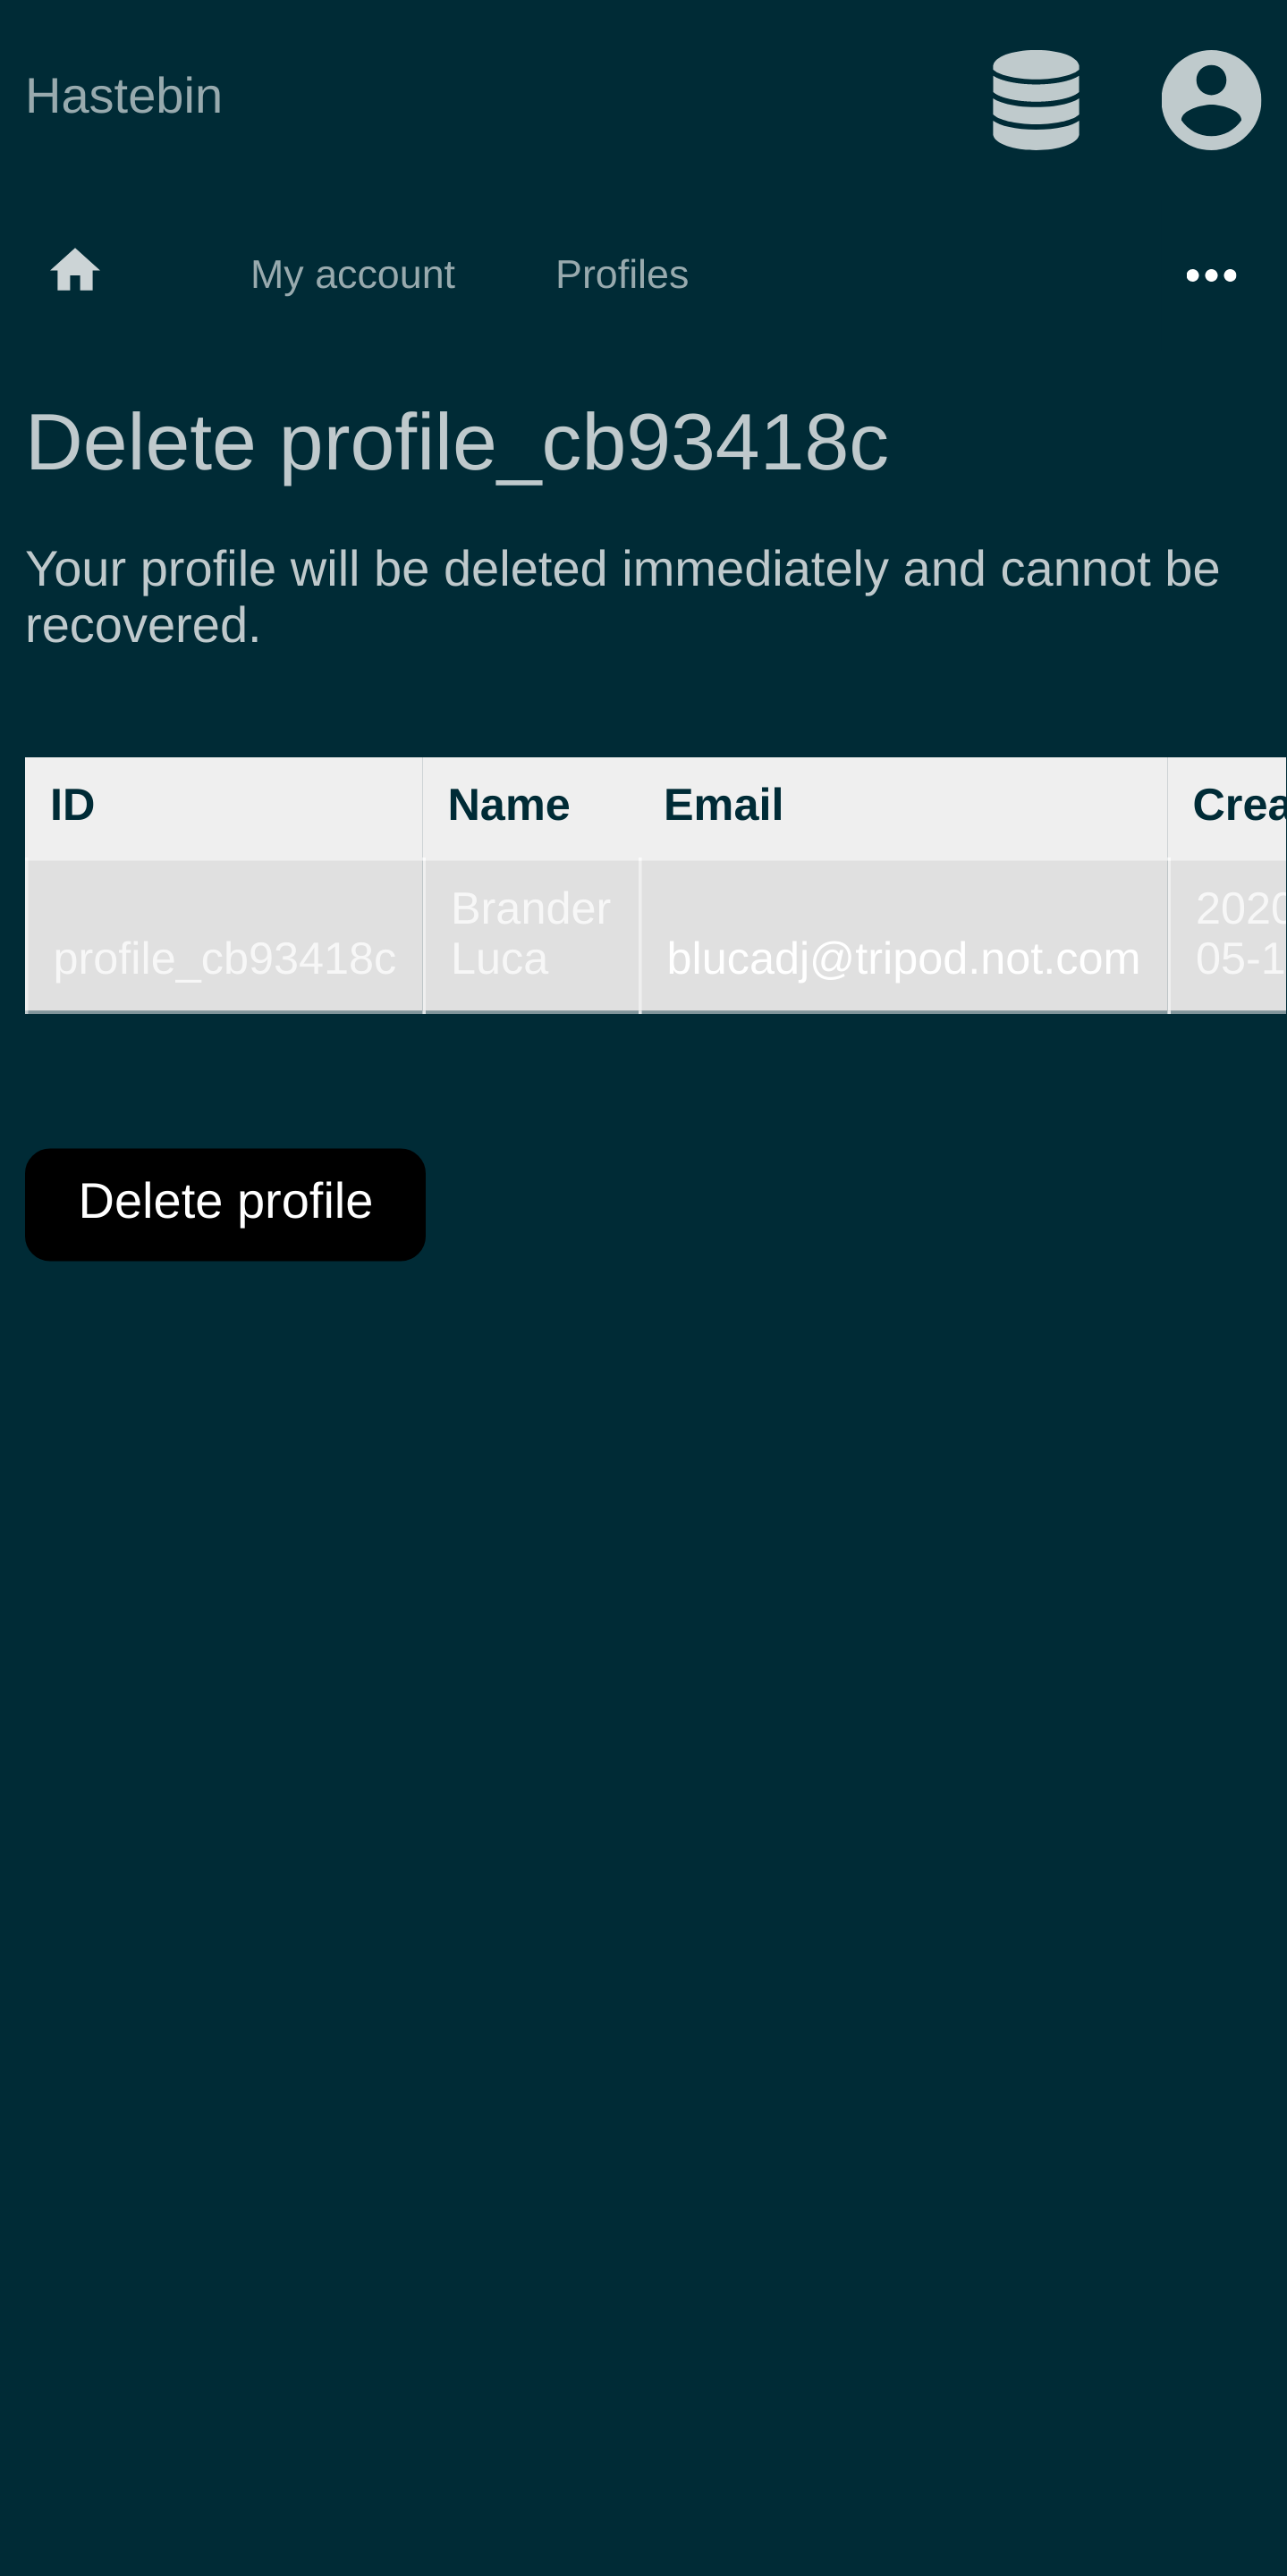 Hastebin
My account Profiles
Delete profile_cb93418c
Your profile will be deleted immediately and cannot be
recovered.
ID Name Email Crea
Brander 2020
profile_cb93418c Luca blucadj@tripod.not.com 05-1
Delete profile